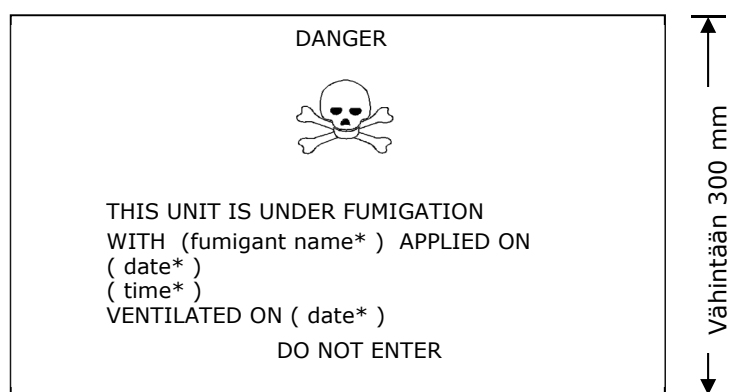 DANGER
THIS UNIT IS UNDER FUMIGATION
WITH (fumigant name* ) APPLIED ON
( date* )
( time* )
VENTILATED ON ( date* )
DO NOT ENTER
Vähintään 300 mm